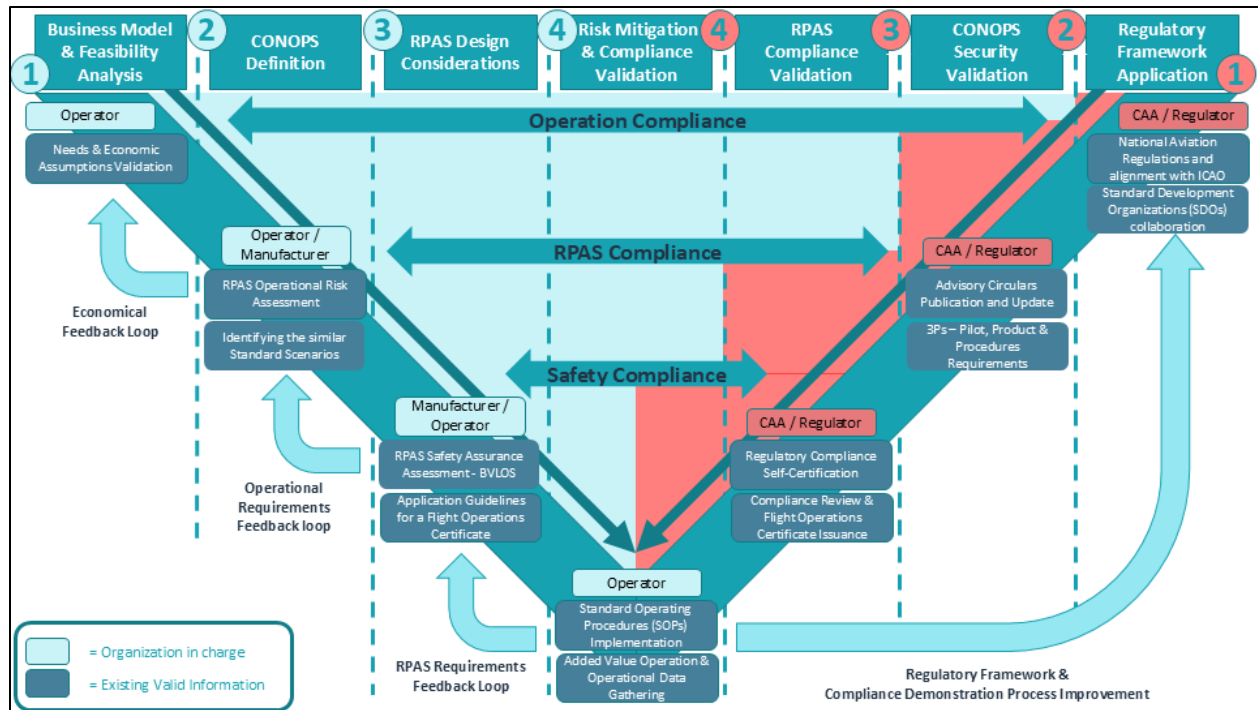 Business Model
& Feasibility
Analysis
2
CONOPS
Definition
3
RPAS Design
Considerations
4
Risk Mitigation
& Compliance
Validation
4
RPAS
Compliance
Validation
3
CONOPS
Security
Validation
2
Regulatory
Framework
Application
1
1
Operator
Needs & Economic
Assumptions Validation
Operation Compliance
CAA / Regulator
National Aviation
Regulations and
alignment with ICAO
Standard Development
Organizations (SDOs)
collaboration
Operator /
Manufacturer
RPAS Operational Risk
Assessment
Identifying the similar
Standard Scenarios
RPAS Compliance
CAA / Regulator
Advisory Circulars
Publication and Update
3Ps – Pilot, Product &
Procedures
Requirements
Economical
Feedback Loop
Safety Compliance
Manufacturer /
Operator
RPAS Safety Assurance
Assessment - BVLOS
Application Guidelines
for a Flight Operations
Certificate
CAA / Regulator
Regulatory Compliance
Self-Certification
Compliance Review &
Flight Operations
Certificate Issuance
Operational
Requirements
Feedback loop
Operator
Standard Operating
Procedures (SOPs)
Implementation
Added Value Operation &
Operational Data
Gathering
RPAS Requirements
Feedback Loop
Regulatory Framework &
Compliance Demonstration Process Improvement
= Organization in charge
= Existing Valid Information